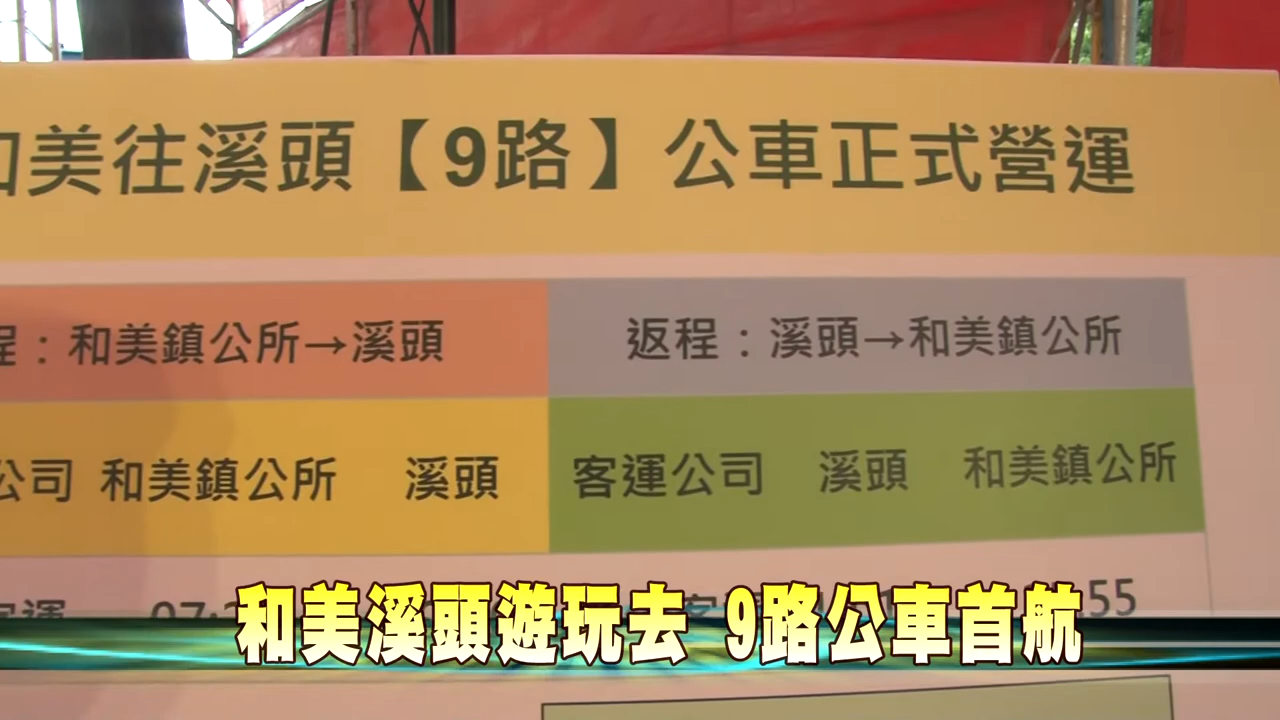 美往溪頭【9路】公車正式營運
程：和美鎮公所→溪頭 返程：溪頭→和美鎮公所
公司 和美鎮公所 溪頭 客運公司 溪頭 和美鎮公所
運 07: 客 55
和美溪頭遊玩去 9路公車首航